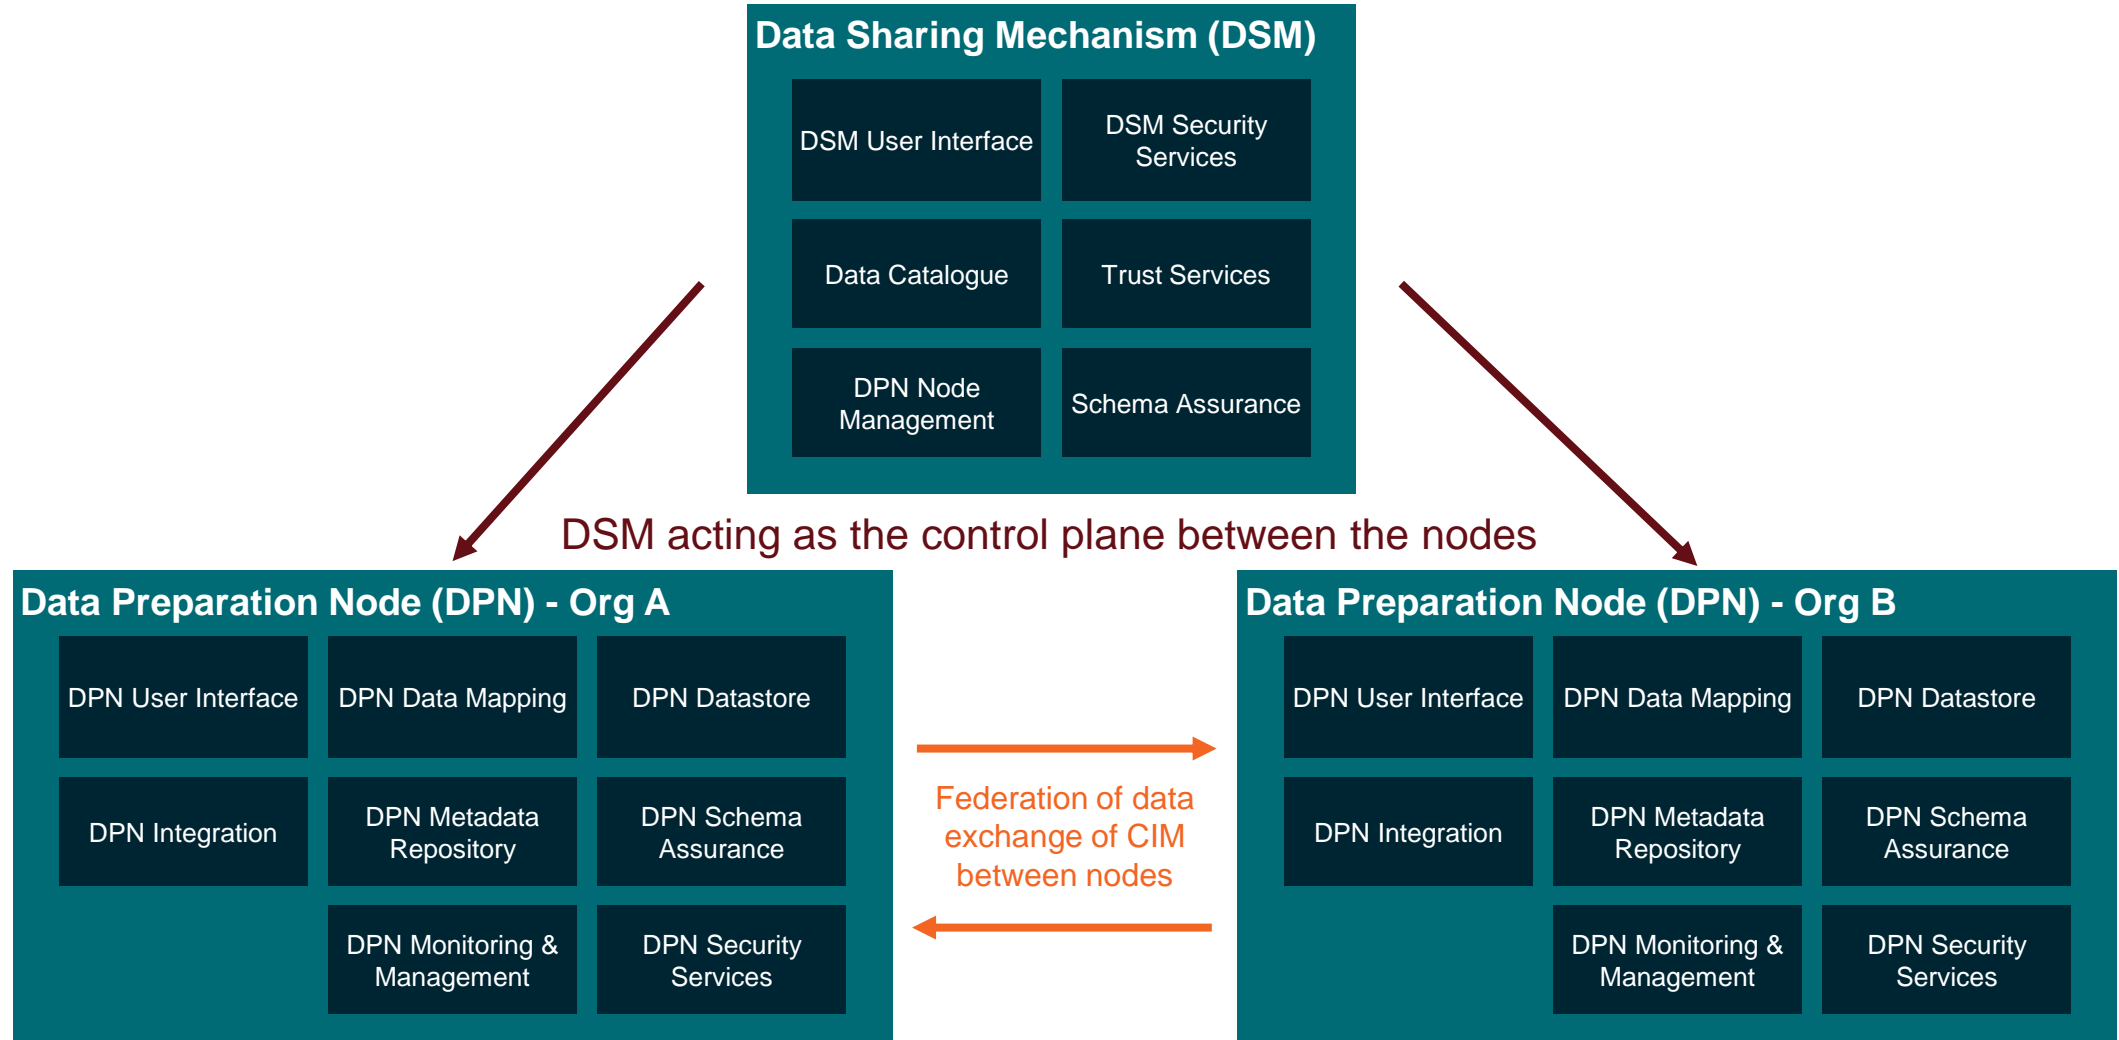 Data Sharing Mechanism (DSM)
DSM User Interface
DSM Security
Services
Data Catalogue
Trust Services
DPN Node
Management
Schema Assurance
DSM acting as the control plane between the nodes
Data Preparation Node (DPN) - Org A
DPN User Interface
DPN Data Mapping
DPN Datastore
DPN Integration
DPN Metadata
Repository
DPN Schema
Assurance
DPN Monitoring &
Management
DPN Security
Services
Federation of data
exchange of CIM
between nodes
Data Preparation Node (DPN) - Org B
DPN User Interface
DPN Data Mapping
DPN Datastore
DPN Integration
DPN Metadata
Repository
DPN Schema
Assurance
DPN Monitoring &
Management
DPN Security
Services